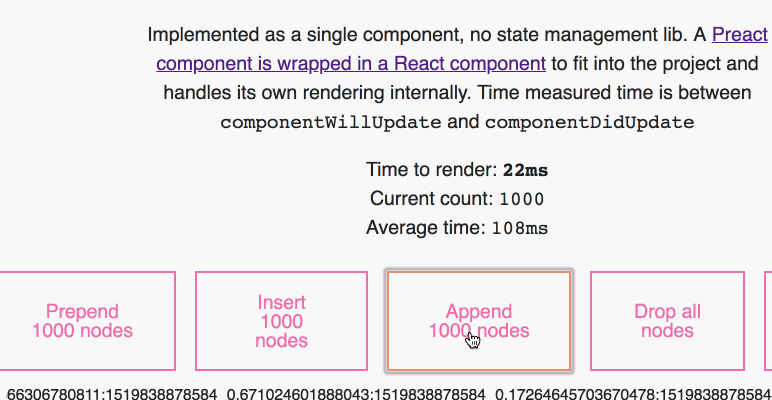 Implemented as a single component, no state management lib. A Preact
component is wrapped in a React component to fit into the project and
handles its own rendering internally. Time measured time is between
componentWillUpdate and componentDidUpdate
Time to render: 22ms
Current count: 1000
Average time: 108ms
Prepend
1000 nodes
Insert
1000
nodes
Append
1000 nodes
Drop all
nodes
66306780811:1519838878584 0.671024601888043:1519838878584 0.17264645703670478:1519838878584